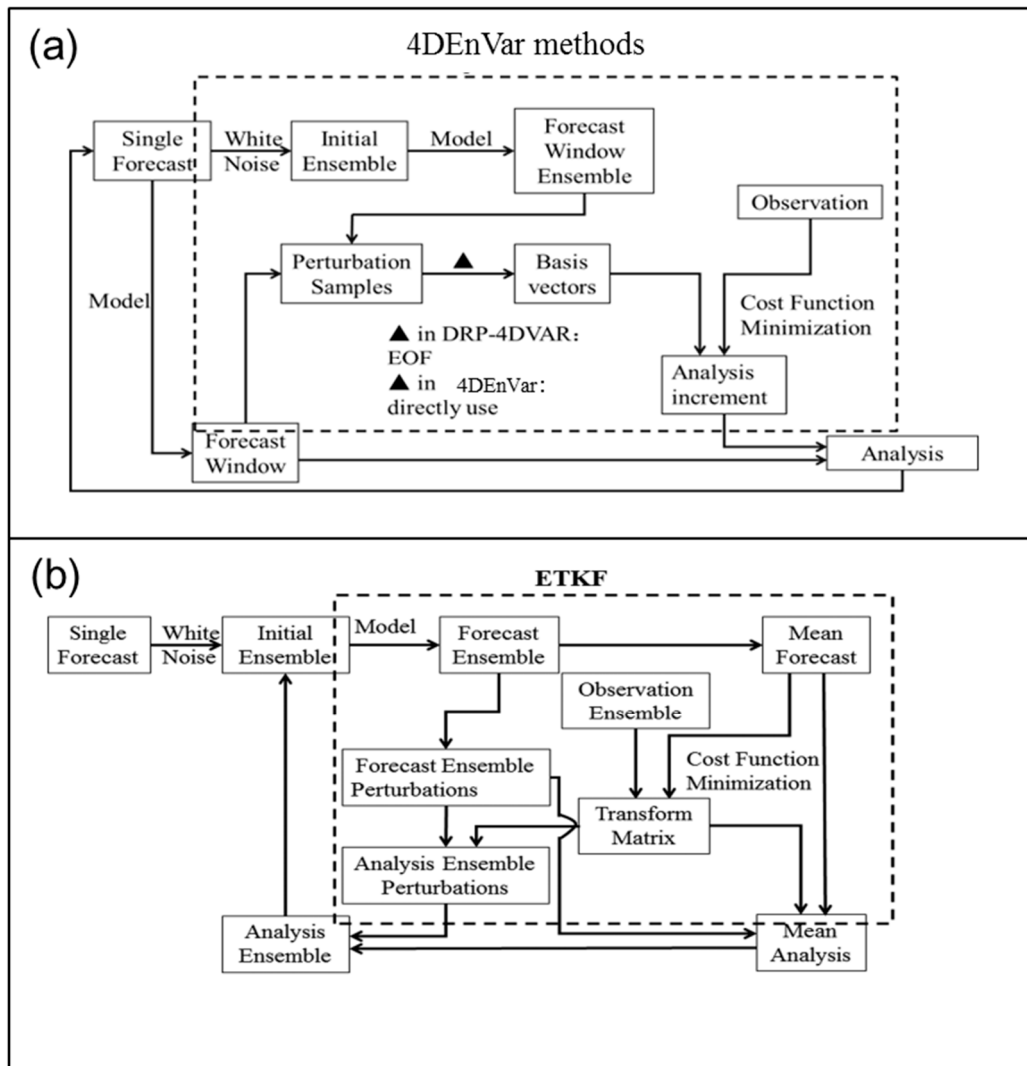 (a)
4DEnVar methods
Single
Forecast
White
Noise
Initial
Ensemble
Model
Forecast
Window
Ensemble
Observation
Perturbation
Samples
▲
Basis
vectors
Model
Cost Function
Minimization
▲ in DRP-4DVAR:
EOF
▲ in 4DEnVar:
directly use
Analysis
increment
Forecast
Window
Analysis
(b)
ETKF
Single
Forecast
White
Noise
Initial
Ensemble
Model
Forecast
Ensemble
Mean
Forecast
Observation
Ensemble
Forecast Ensemble
Perturbations
Cost Function
Minimization
Transform
Matrix
Analysis Ensemble
Perturbations
Analysis
Ensemble
Mean
Analysis